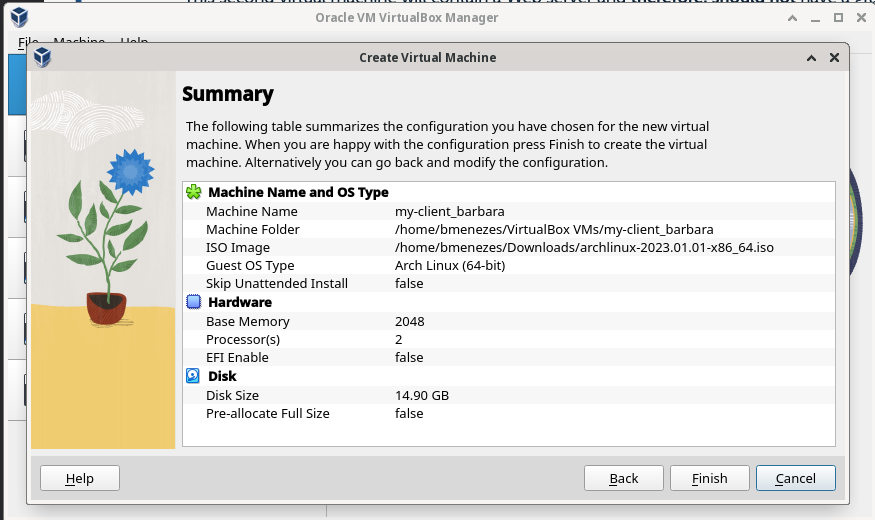 Oracle VM VirtualBox Manager
File Machine Help
Create Virtual Machine
Summary
The following table summarizes the configuration you have chosen for the new virtual
machine. When you are happy with the configuration press Finish to create the virtual
machine. Alternatively you can go back and modify the configuration.
Machine Name and OS Type
Machine Name my-client_barbara
Machine Folder /home/bmenezes/VirtualBox VMs/my-client_barbara
ISO Image /home/bmenezes/Downloads/archlinux-2023.01.01-x86_64.iso
Guest OS Type Arch Linux (64-bit)
Skip Unattended Install false
Hardware
Base Memory 2048
Processor(s) 2
EFI Enable false
Disk
Disk Size 14.90 GB
Pre-allocate Full Size false
Help Back Finish Cancel